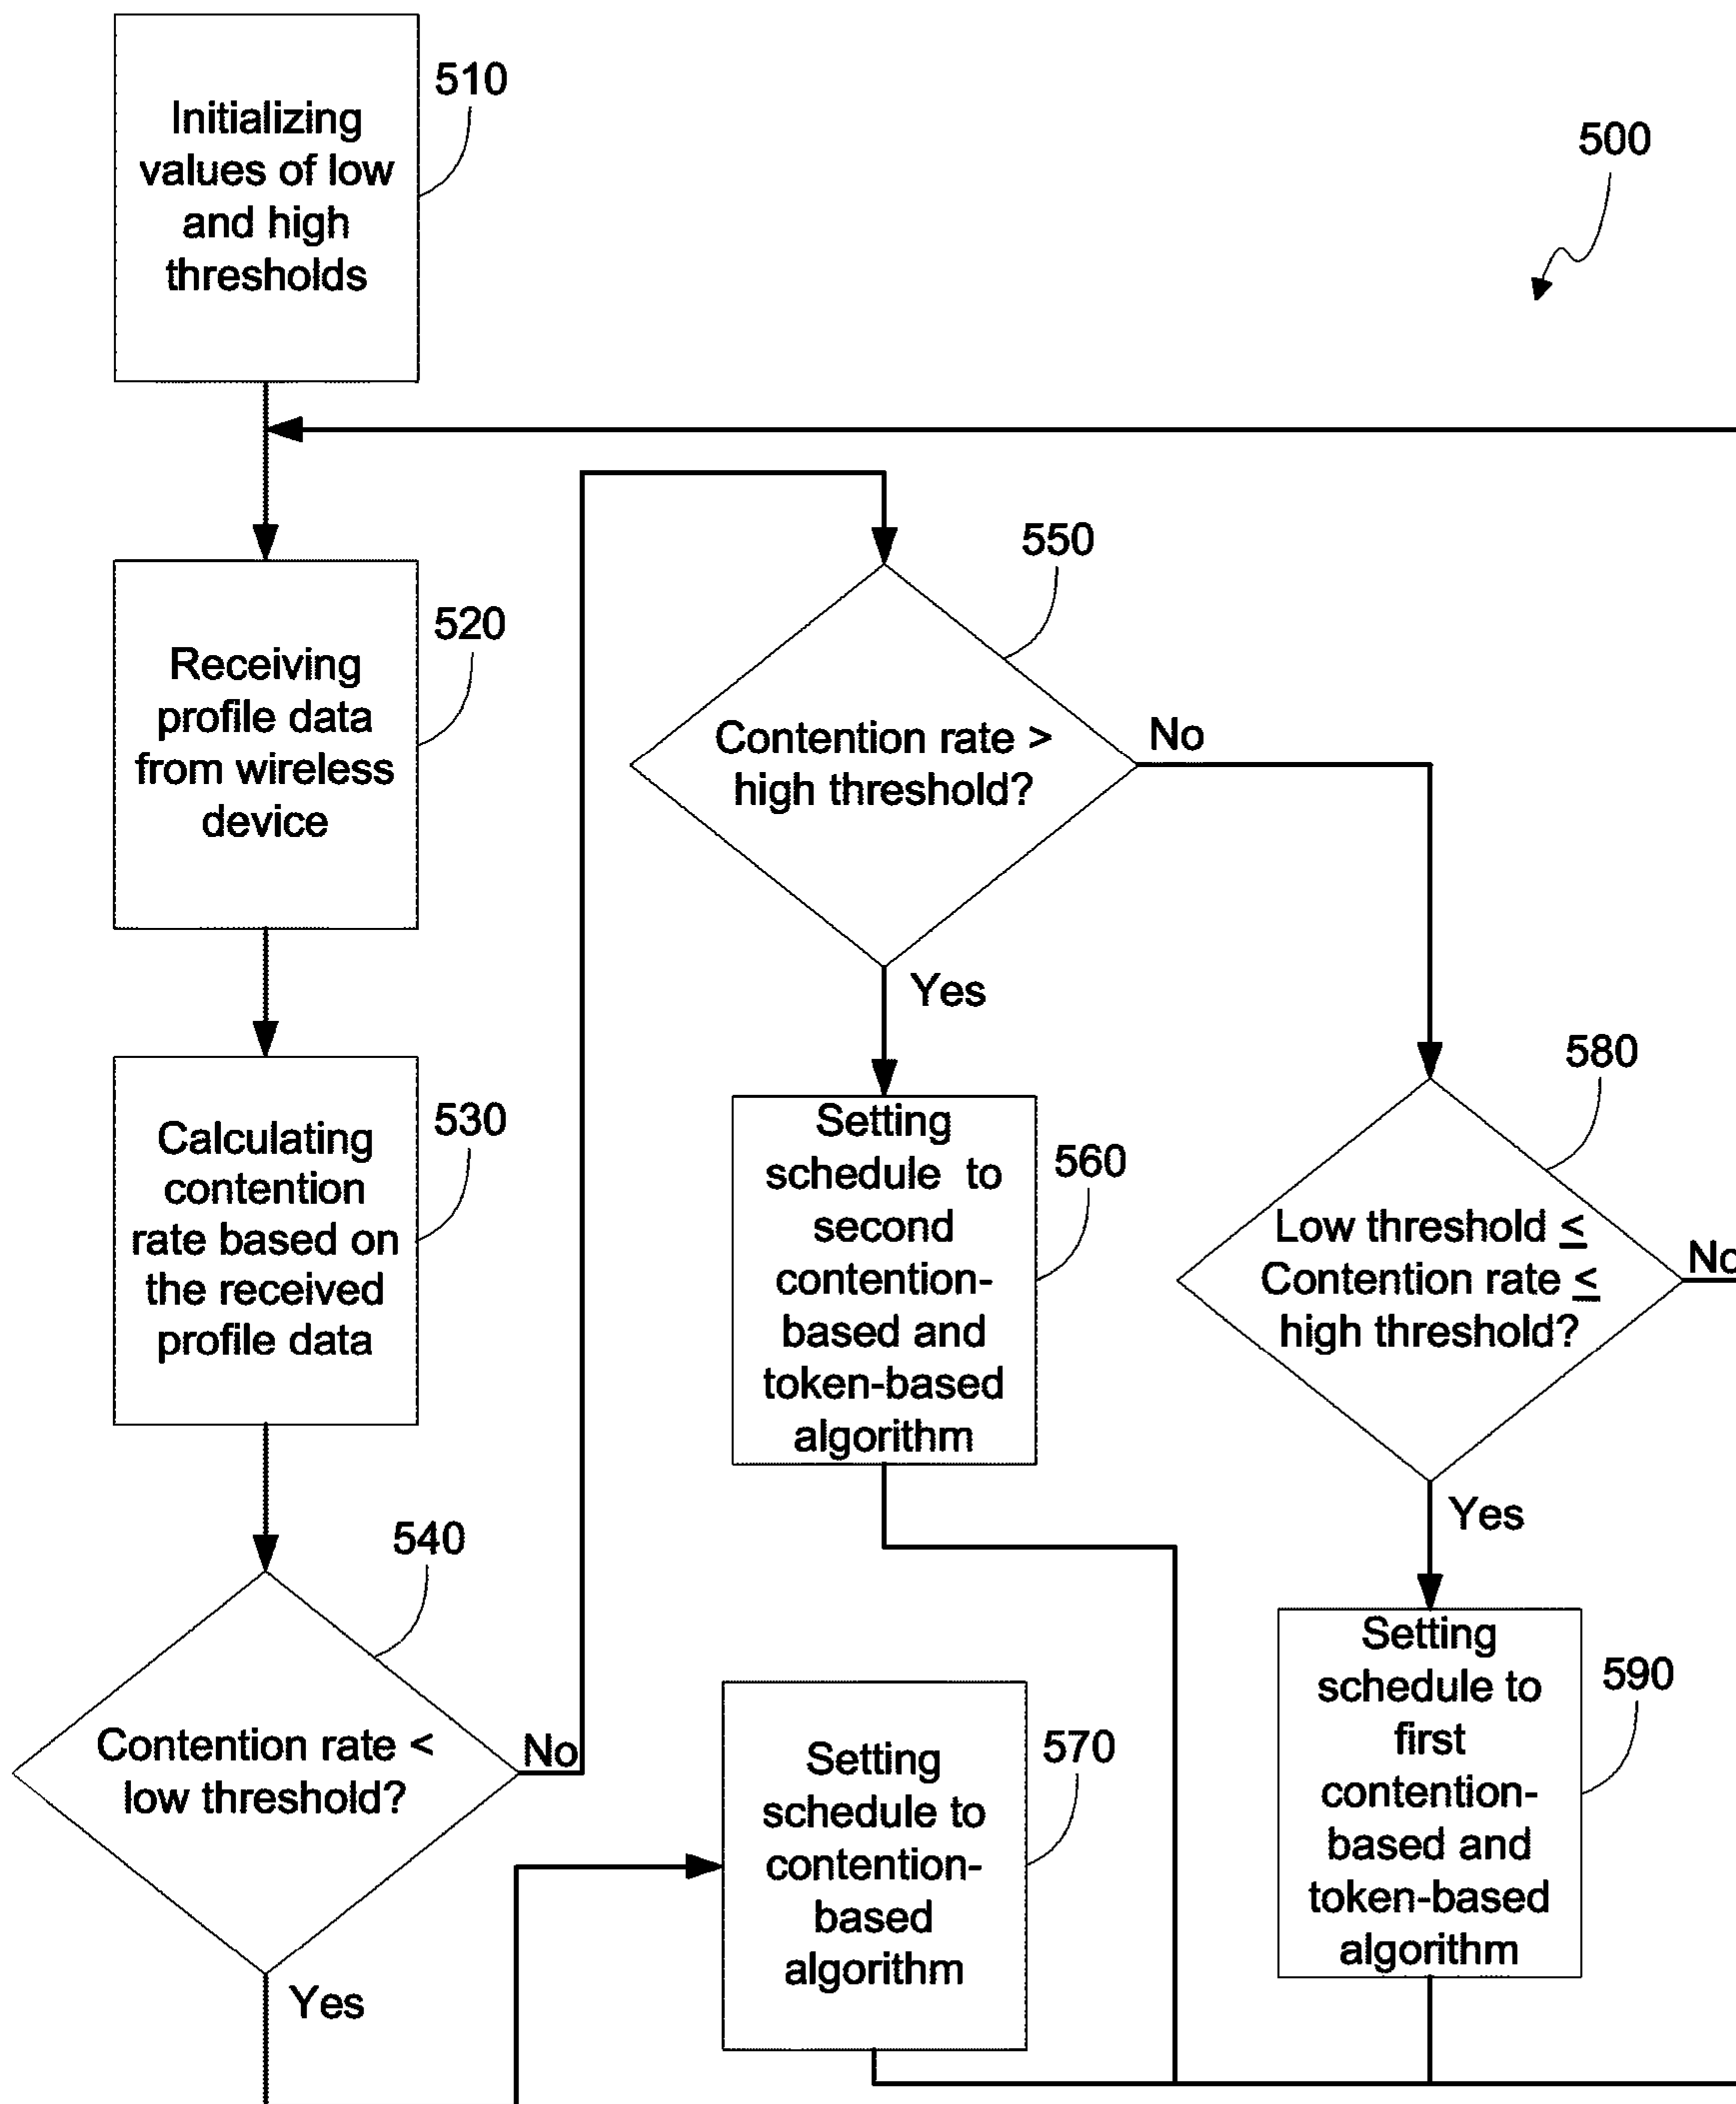 510
Initializing
values of low
and high
thresholds
500
520
Receiving
profile data
from wireless
device
530
Calculating
contention
rate based on
the received
profile data
540
Contention rate <
low threshold?
No
Yes
550
Contention rate >
high threshold?
No
Yes
560
Setting
schedule to
second
contention-
based and
token-based
algorithm
570
Setting
schedule to
contention-
based
algorithm
580
Low threshold ≤
Contention rate ≤
high threshold?
No
Yes
590
Setting
schedule to
first
contention-
based and
token-based
algorithm